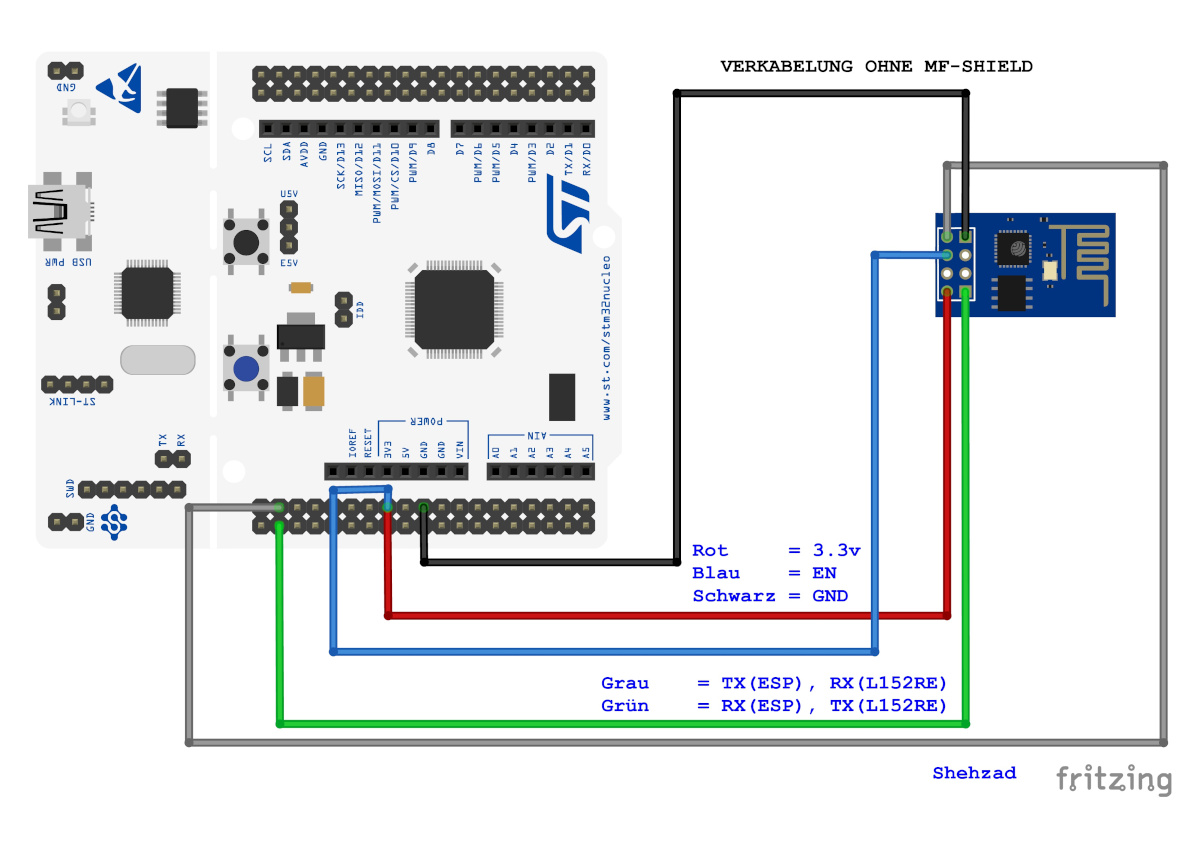 VERKABELUNG OHNE MF-SHIELD
GND
SCL
SDA
AVDD
GND
SCK/D13
MISO/D12
PWM/MOSI/D11
PWM/CS/D10
PWM/D9
D8
D7
PWM/D6
PWM/D5
D4
PWM/D3
D2
TX/D1
RX/D0
ST
U5V
E5V
USB PWR
IDD
www.st.com/stm32nucleo
ST-LINK
TX
RX
SWD
GND
POWER
IOREF
RESET
3V3
5V
GND
GND
VIN
AIN
A0
A1
A2
A3
A4
A5
Rot = 3.3v
Blau = EN
Schwarz = GND
Grau = TX(ESP), RX(L152RE)
Grün = RX(ESP), TX(L152RE)
Shehzad
fritzing